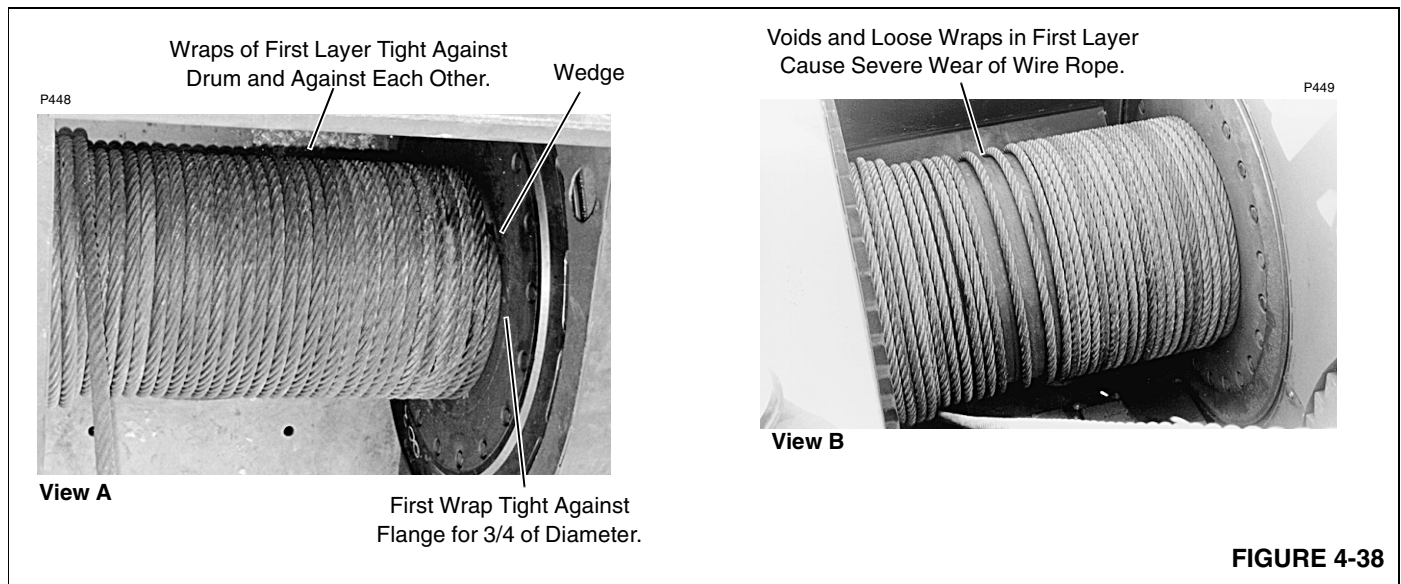 Wraps of First Layer Tight Against
Drum and Against Each Other.
Wedge
P448
View A
First Wrap Tight Against
Flange for 3/4 of Diameter.
Voids and Loose Wraps in First Layer
Cause Severe Wear of Wire Rope.
P449
View B
FIGURE 4-38